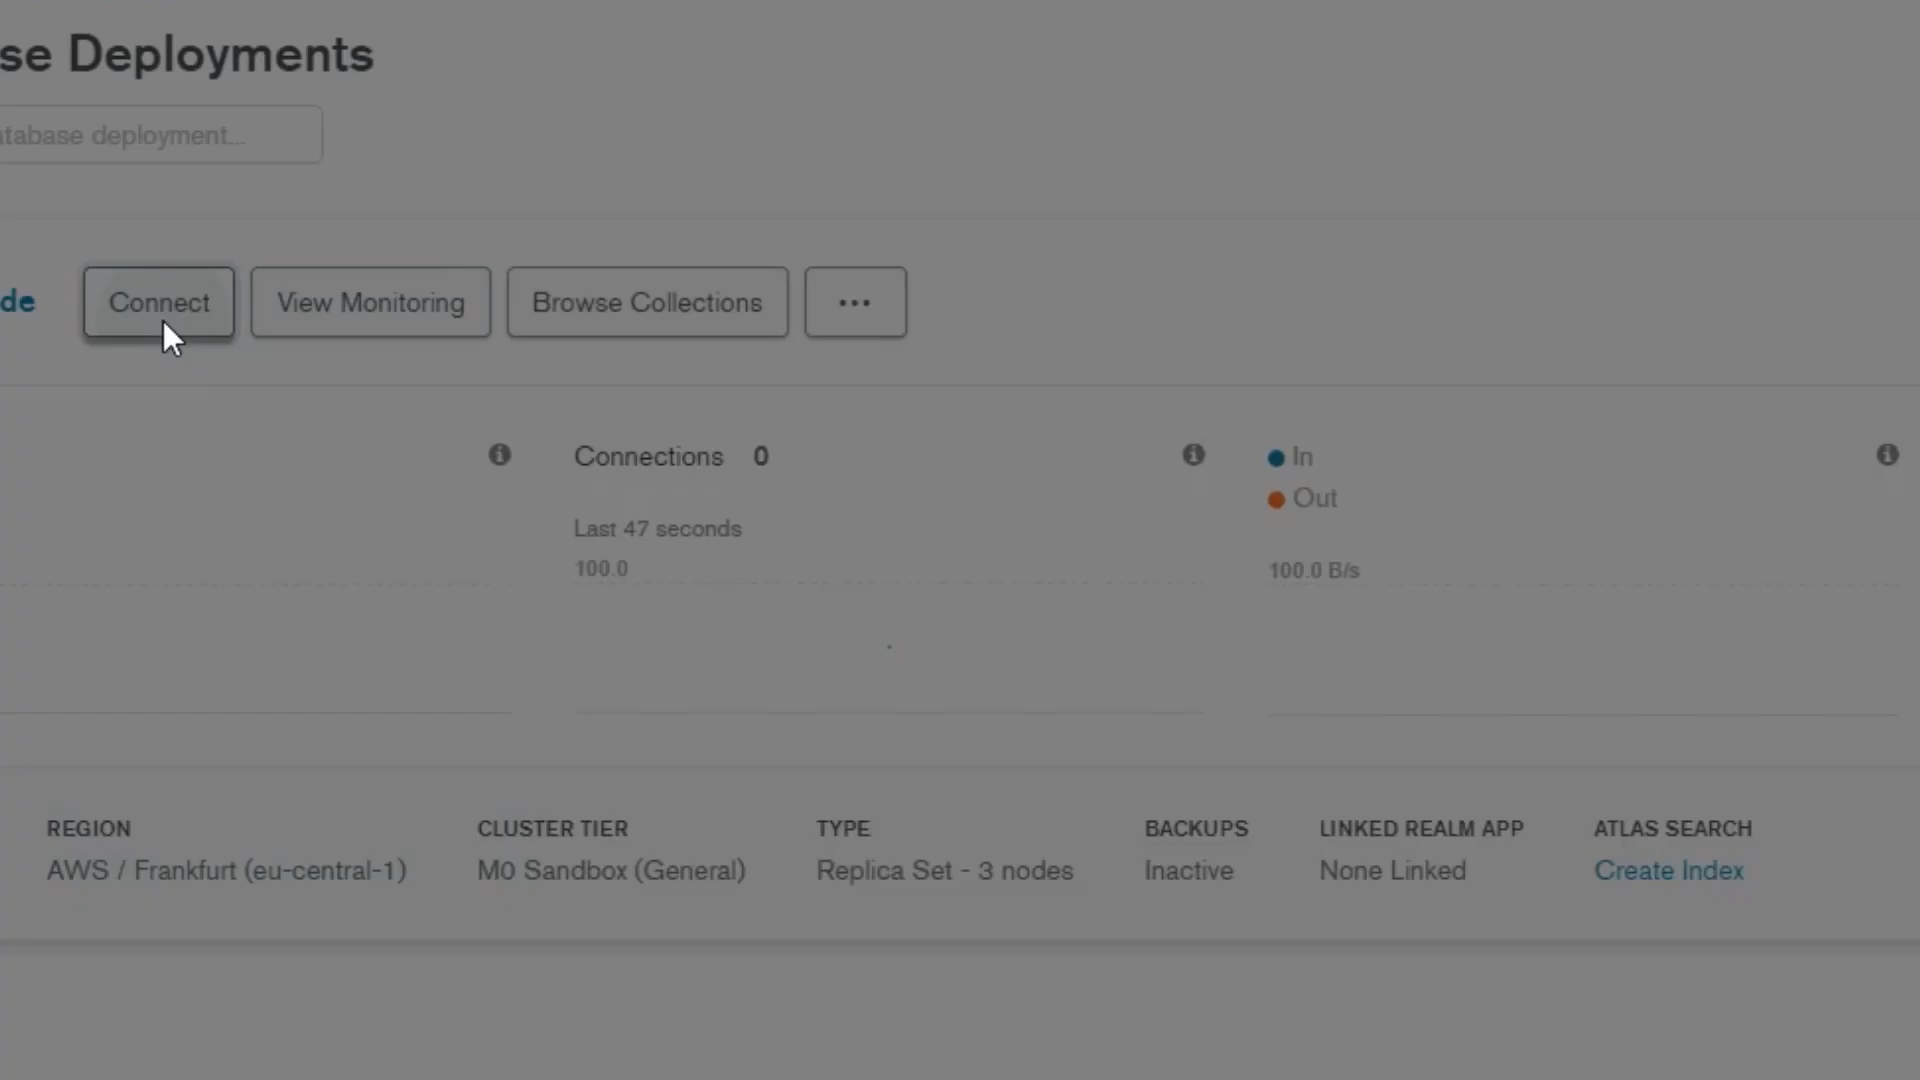 se Deployments
atabase deployment...
de
Connect
View Monitoring
Browse Collections
...
Connections 0
In
Out
Last 47 seconds
100.0
100.0 B/s
REGION
CLUSTER TIER
TYPE
BACKUPS
LINKED REALM APP
ATLAS SEARCH
AWS / Frankfurt (eu-central-1)
M0 Sandbox (General)
Replica Set - 3 nodes
Inactive
None Linked
Create Index